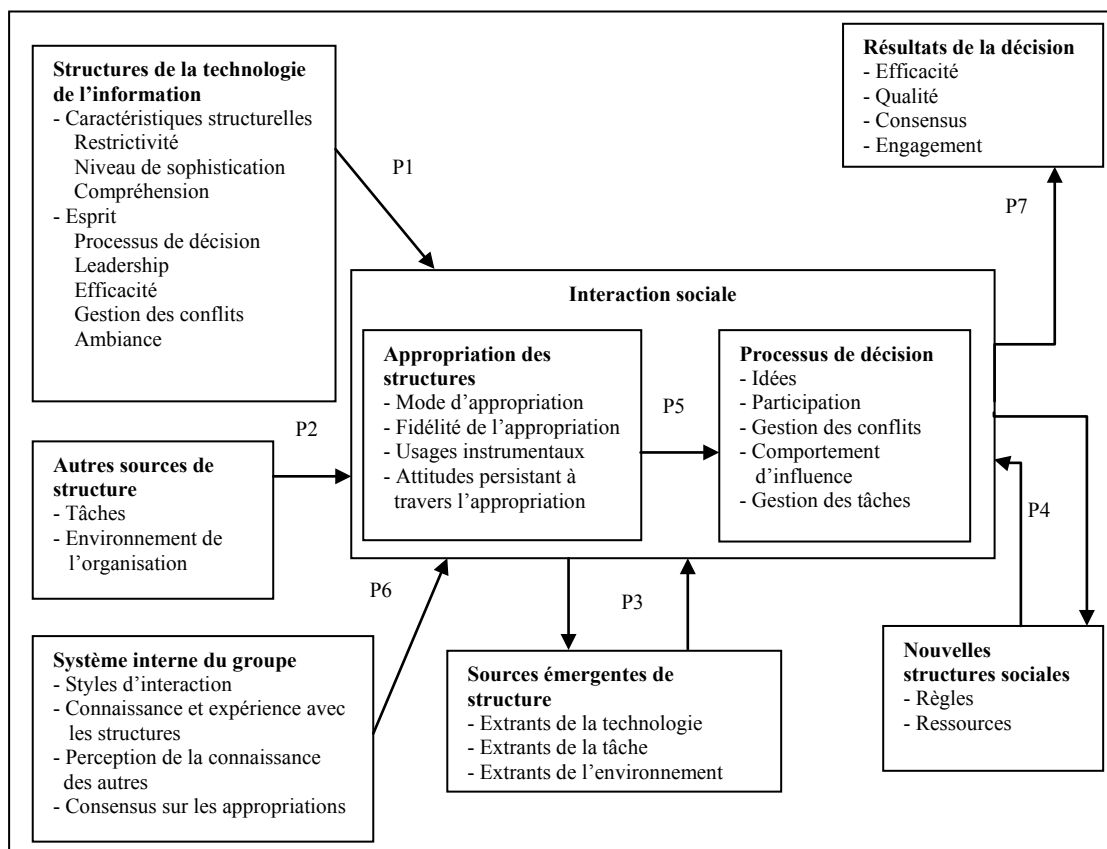 Structures de la technologie
de l’information
- Caractéristiques structurelles
Restrictivité
Niveau de sophistication
Compréhension
- Esprit
Processus de décision
Leadership
Efficacité
Gestion des conflits
Ambiance
P1
Résultats de la décision
- Efficacité
- Qualité
- Consensus
- Engagement
P7
Interaction sociale
Appropriation des
structures
- Mode d’appropriation
- Fidélité de l’appropriation
- Usages instrumentaux
- Attitudes persistant à
travers l’appropriation
P5
Processus de décision
- Idées
- Participation
- Gestion des conflits
- Comportement
d’influence
- Gestion des tâches
P2
Autres sources de
structure
- Tâches
- Environnement de
l’organisation
P6
P3
P4
Système interne du groupe
- Styles d’interaction
- Connaissance et expérience avec
les structures
- Perception de la connaissance
des autres
- Consensus sur les appropriations
Sources émergentes de
structure
- Extrants de la technologie
- Extrants de la tâche
- Extrants de l’environnement
Nouvelles
structures sociales
- Règles
- Ressources